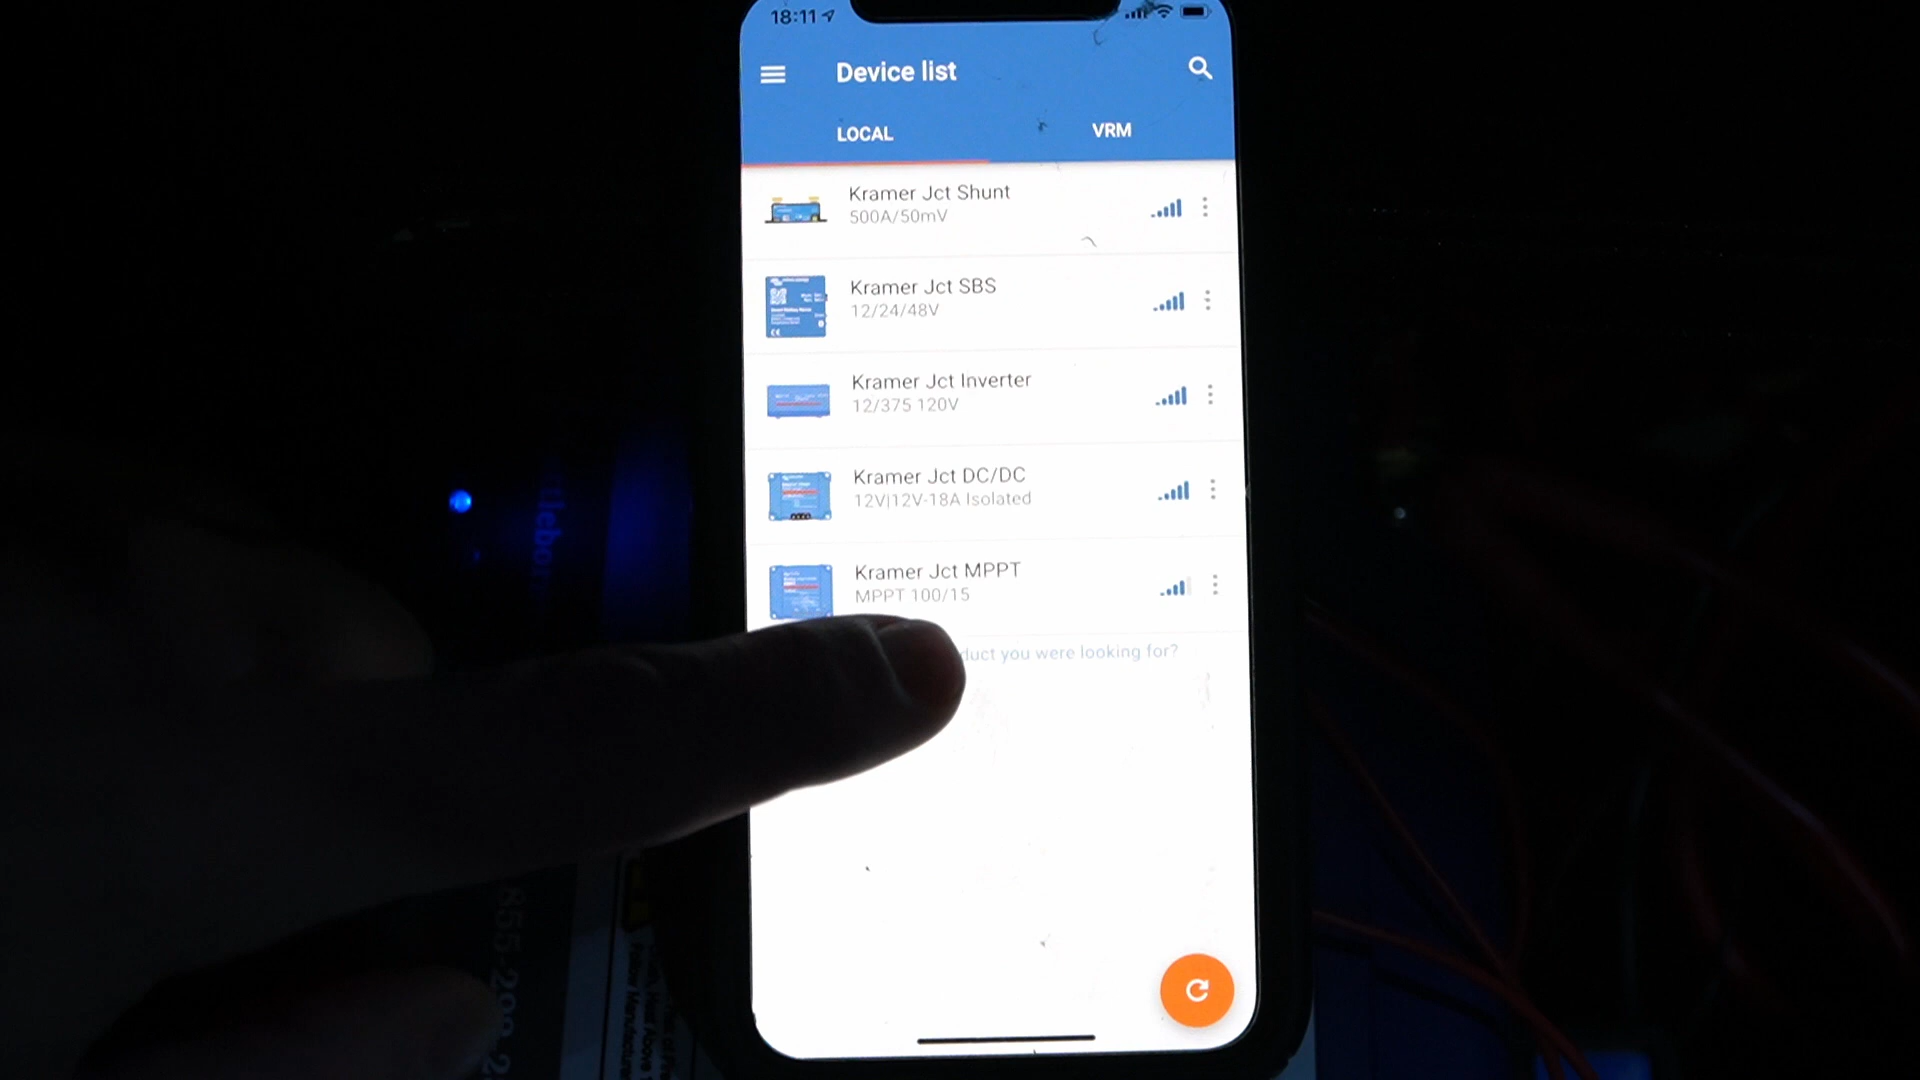 18:11
Device list
LOCAL
VRM
Kramer Jct Shunt
500A/50mV
Kramer Jct SBS
12/24/48V
Kramer Jct Inverter
12/375 120V
Kramer Jct DC/DC
12V|12V-18A Isolated
Kramer Jct MPPT
MPPT 100/15
you were looking for?